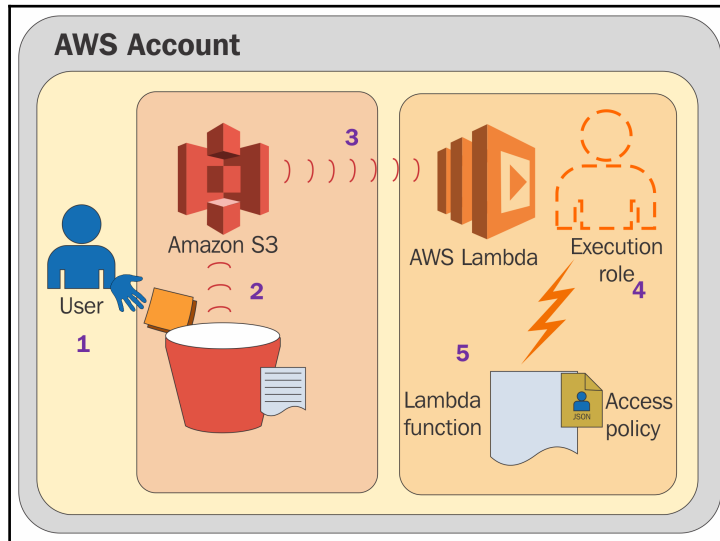 AWS Account
3
Amazon S3
AWS Lambda
Execution
role
4
User
2
1
5
Lambda
function
JSON
Access
policy